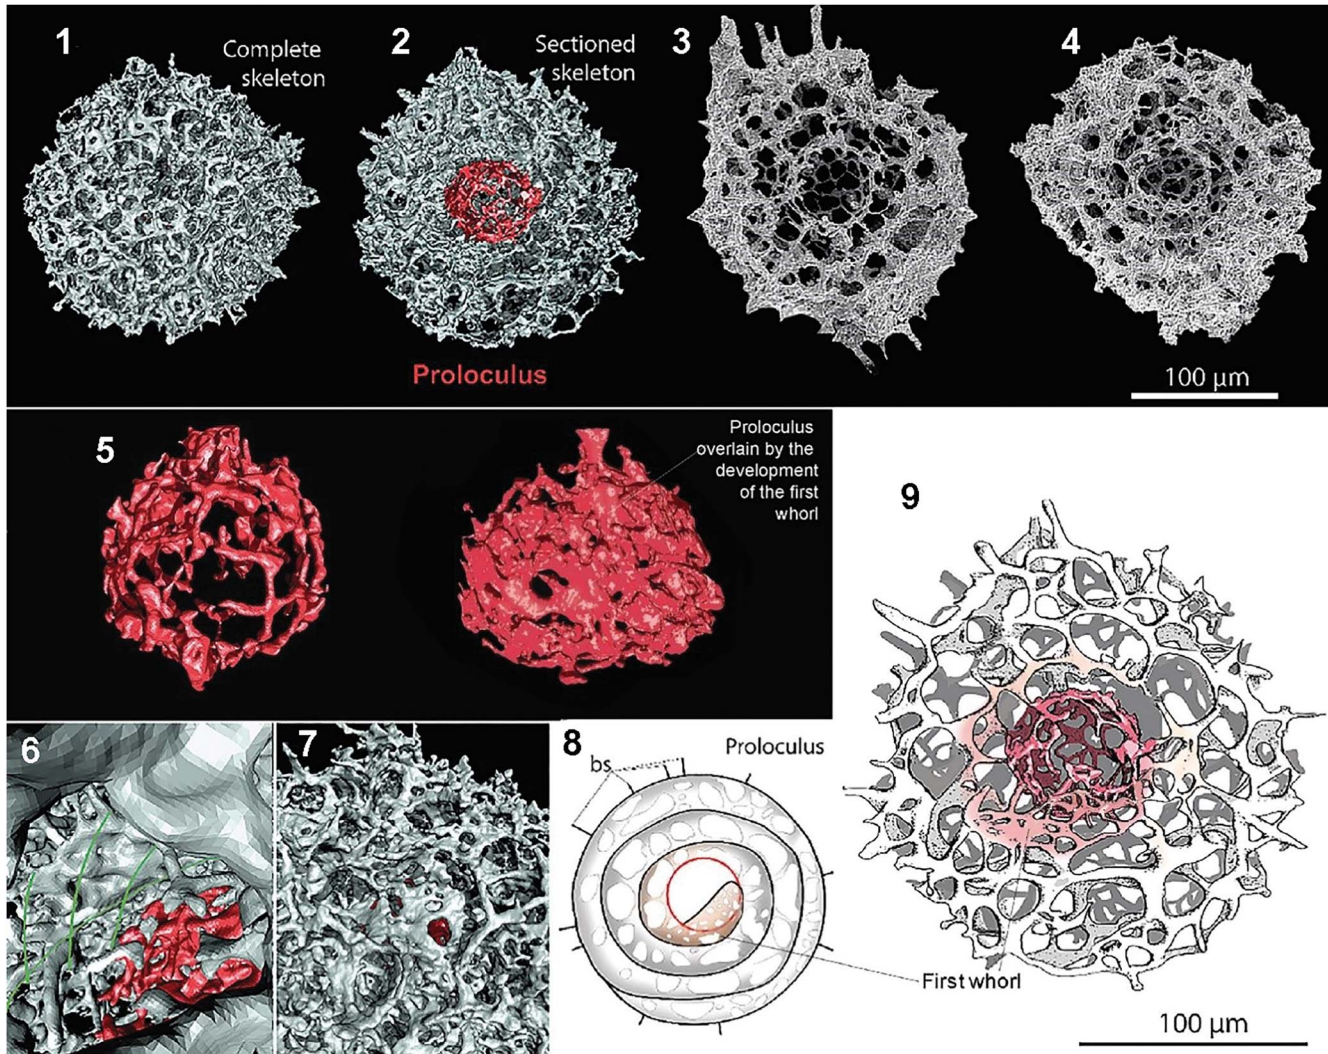 1
Complete
skeleton
2
Sectioned
skeleton
3
4
Proloculus
100 µm
5
Proloculus
overlain by the
development
of the first
whorl
9
6
7
8
Proloculus
bs
First whorl
100 µm